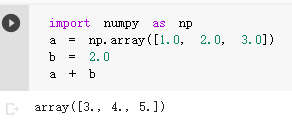 import numpy as np
a = np.array([1.0, 2.0, 3.0])
b = 2.0
a + b
array([3., 4., 5.])